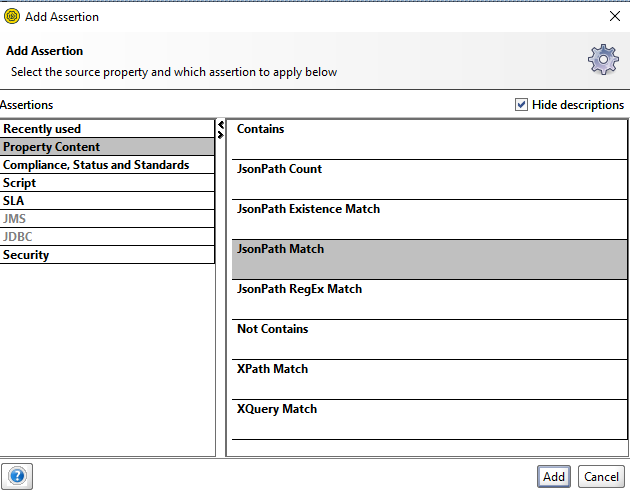 Add Assertion
Add Assertion
Select the source property and which assertion to apply below
Assertions
Hide descriptions
Recently used
Property Content
Compliance, Status and Standards
Script
SLA
JMS
JDBC
Security
Contains
JsonPath Count
JsonPath Existence Match
JsonPath Match
JsonPath RegEx Match
Not Contains
XPath Match
XQuery Match
?
Add
Cancel